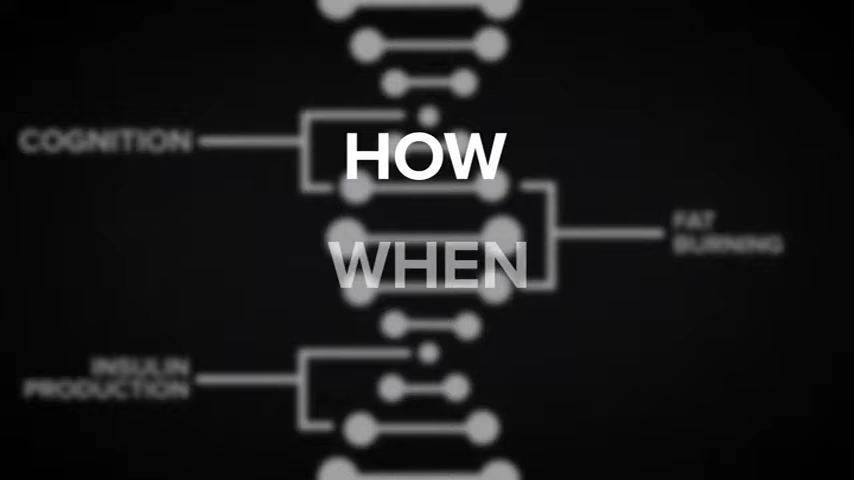 COGNITION
HOW
FAT
BURNING
WHEN
INSULIN
PRODUCTION